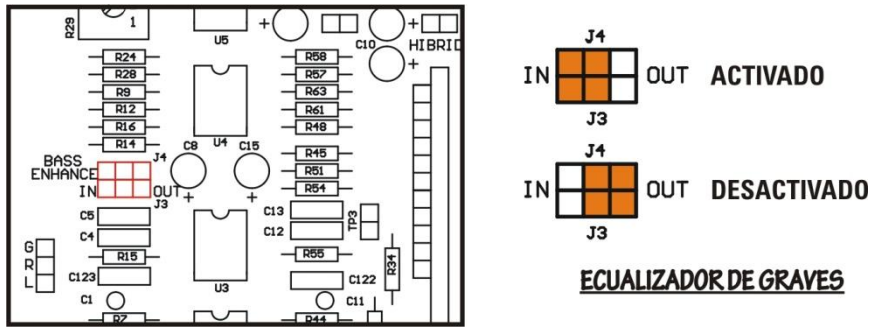 R29
1
U5
C10
HIBRID
R24
R58
R28
R57
R9
R63
R12
R61
R16
U4
R48
R14
C8
C15
R45
BASS
ENHANCE
J4
R51
IN
OUT
R54
J3
C5
C13
C4
C12
TP3
G
R
L
R15
R55
R34
C123
C122
U3
C1
C11
R7
R44
J4
IN
OUT
ACTIVADO
J3
J4
IN
OUT
DESACTIVADO
J3
ECUALIZADOR DE GRAVES